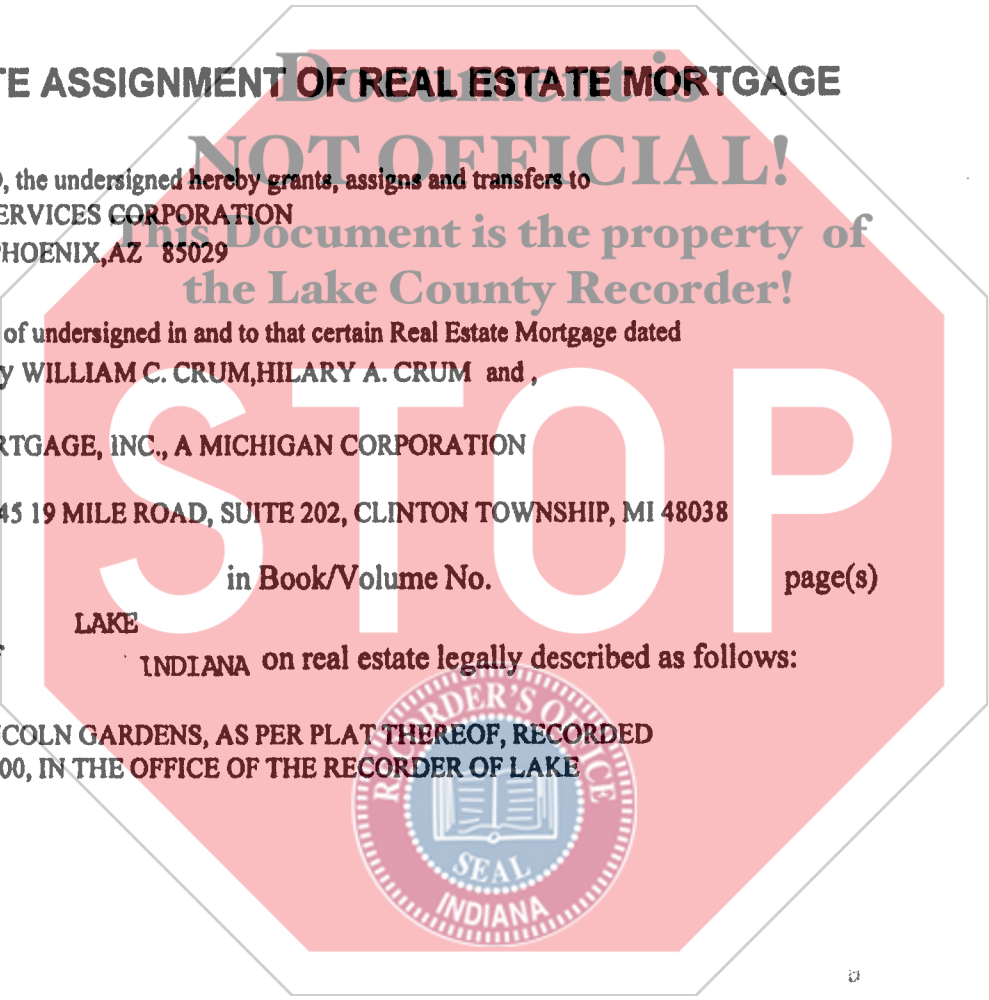 TE ASSIGNMENT OF REAL ESTATE MORTGAGE
Document is
NOT OFFICIAL!
, the undersigned hereby grants, assigns and transfers to
ERVICES CORPORATION
This Document is the property of
PHOENIX,AZ 85029
the Lake County Recorder!
of undersigned in and to that certain Real Estate Mortgage dated
y WILLIAM C. CRUM,HILARY A. CRUM and ,
STOP
RTGAGE, INC., A MICHIGAN CORPORATION
45 19 MILE ROAD, SUITE 202, CLINTON TOWNSHIP, MI 48038
in Book/Volume No. page(s)
LAKE
INDIANA on real estate legally described as follows:
COLN GARDENS, AS PER PLAT THEREOF, RECORDED
00, IN THE OFFICE OF THE RECORDER OF LAKE
RECORDER'S OFFICE
SEAL
INDIANA